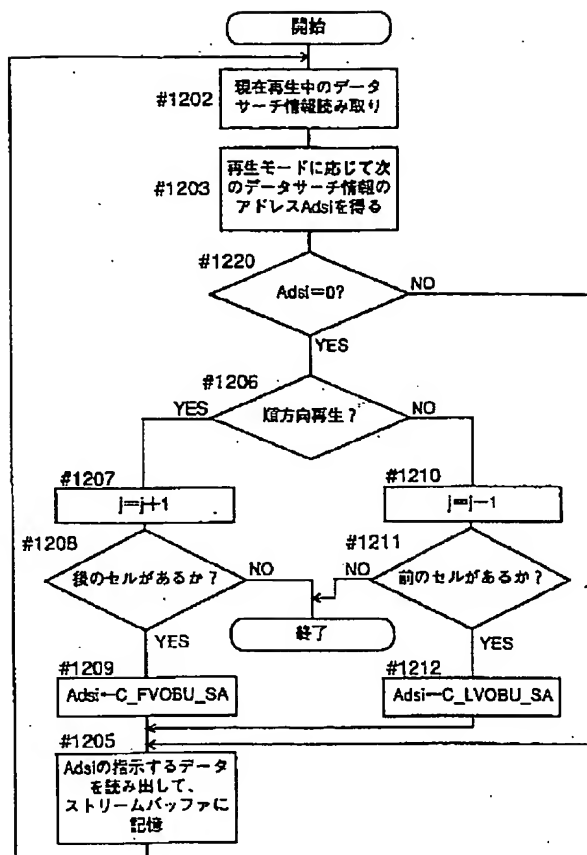 開始
#1202
現在再生中のデータ
サーチ情報読み取り
#1203
再生モードに応じて次
のデータサーチ情報の
アドレスAdsiを得る
#1220
Adsi=0?
NO
YES
#1206
順方向再生?
YES
NO
#1207
j=j+1
#1210
j=j-1
#1208
後のセルがあるか?
NO
YES
#1211
前のセルがあるか?
NO
YES
終了
#1209
Adsi←C_FVOBU_SA
#1212
Adsi←C_LVOBU_SA
#1205
Adsiの指示するデータ
を読み出して、
ストリームバッファに
記憶